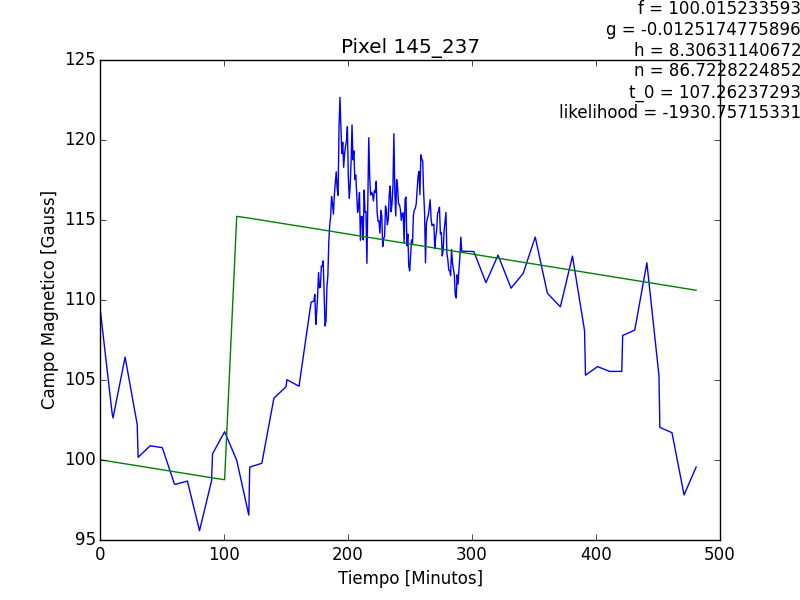 f = 100.015233593
g = -0.0125174775896
h = 8.30631140672
n = 86.7228224852
t_0 = 107.26237293
likelihood = -1930.75715331
Pixel 145_237
125
120
115
110
105
100
95
Campo Magnetico [Gauss]
0 100 200 300 400 500
Tiempo [Minutos]